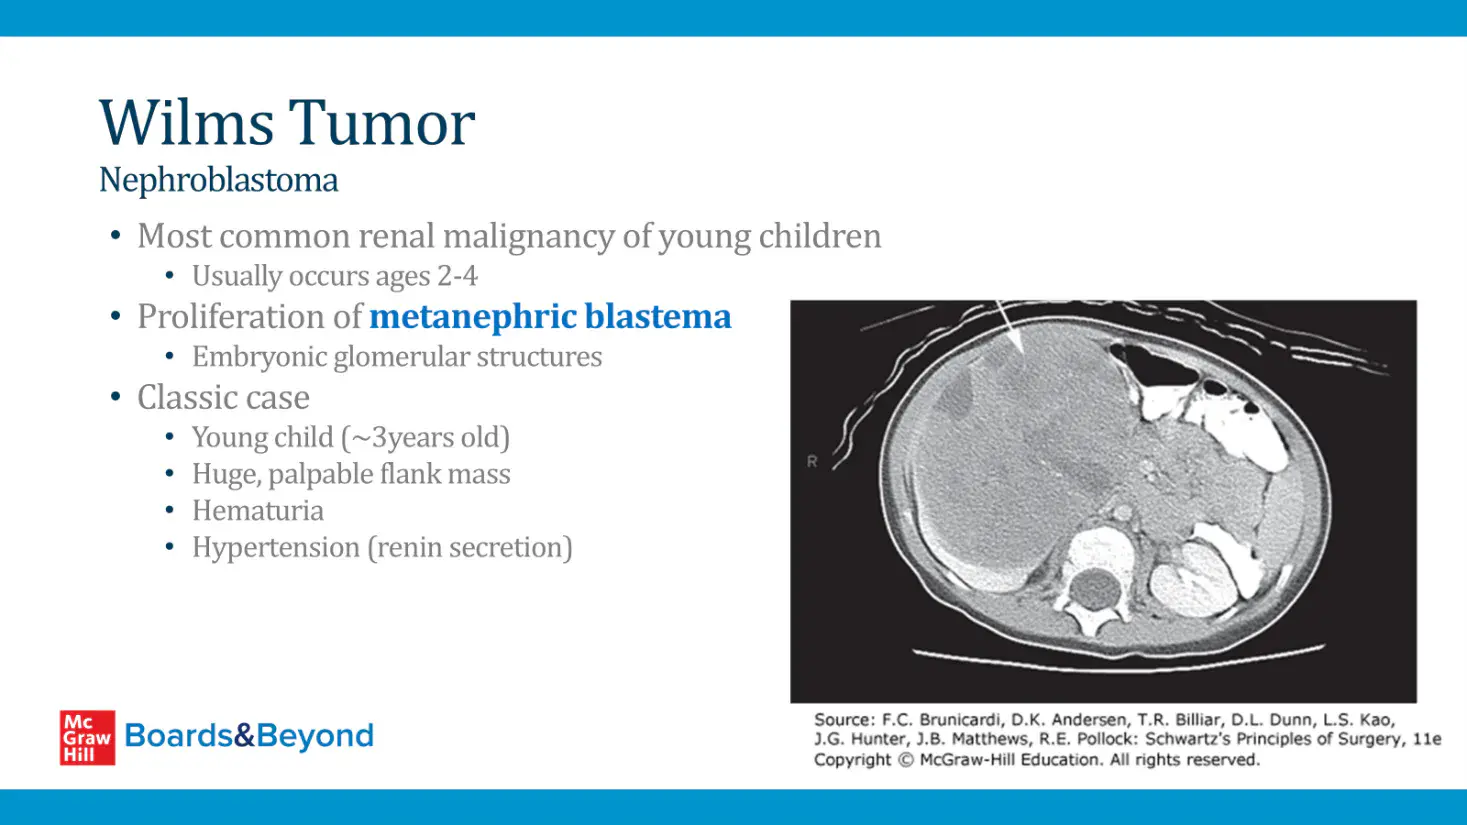 Wilms Tumor
Nephroblastoma
• Most common renal malignancy of young children
• Usually occurs ages 2-4
• Proliferation of metanephric blastema
• Embryonic glomerular structures
• Classic case
• Young child (~3years old)
• Huge, palpable flank mass
• Hematuria
• Hypertension (renin secretion)
R
Mc
Graw
Hill
Boards&Beyond
Source: F.C. Brunicardi, D.K. Andersen, T.R. Billiar, D.L. Dunn, L.S. Kao,
J.G. Hunter, J.B. Matthews, R.E. Pollock: Schwartz's Principles of Surgery, 11e
Copyright © McGraw-Hill Education. All rights reserved.